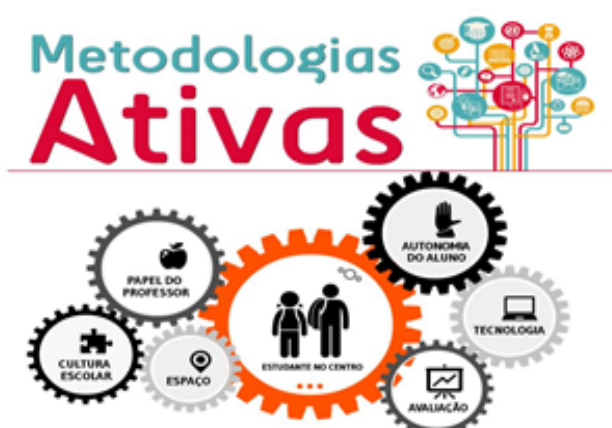 Metodologias
Ativas
AUTONOMIA
DO ALUNO
PAPEL DO
PROFESSOR
TECNOLOGIA
CULTURA
ESCOLAR
ESPAÇO
ESTUDANTE NO CENTRO
AVALIAÇÃO